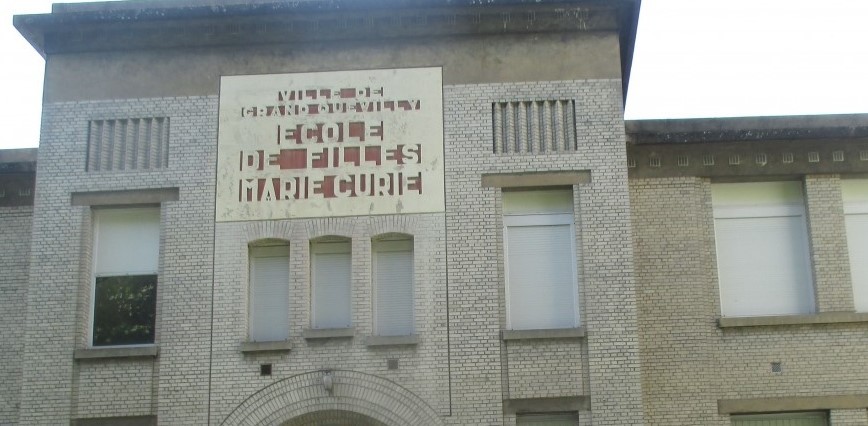 VILLE DE
GRAND QUEVILLY
ECOLE
DE FILLES
MARIE CURIE